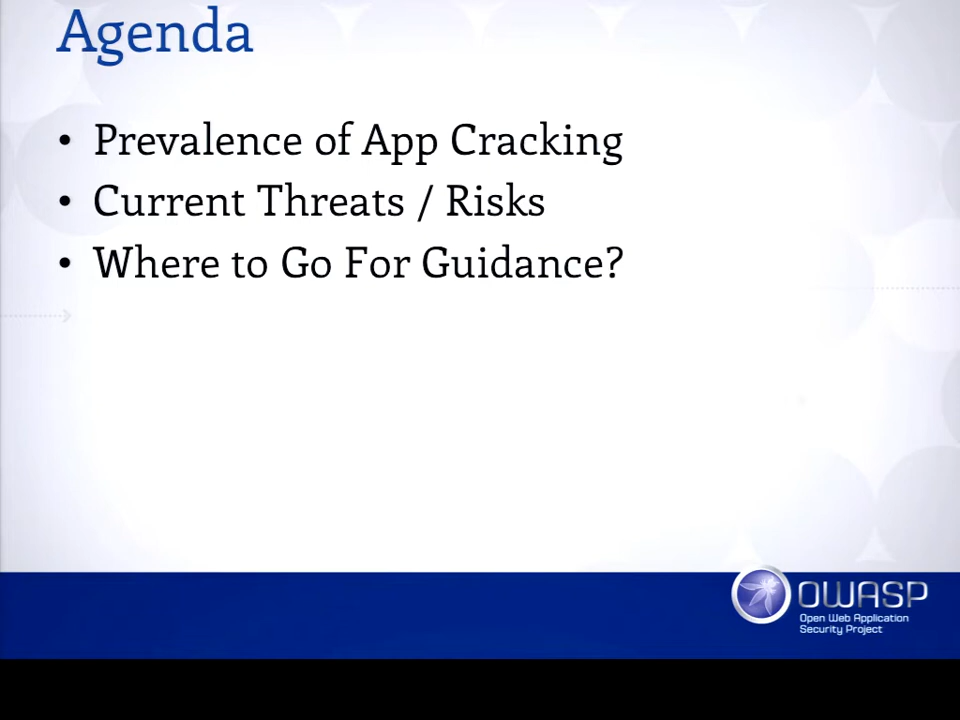 Agenda
• Prevalence of App Cracking
• Current Threats / Risks
• Where to Go For Guidance?
OWASP
Open Web Application
Security Project